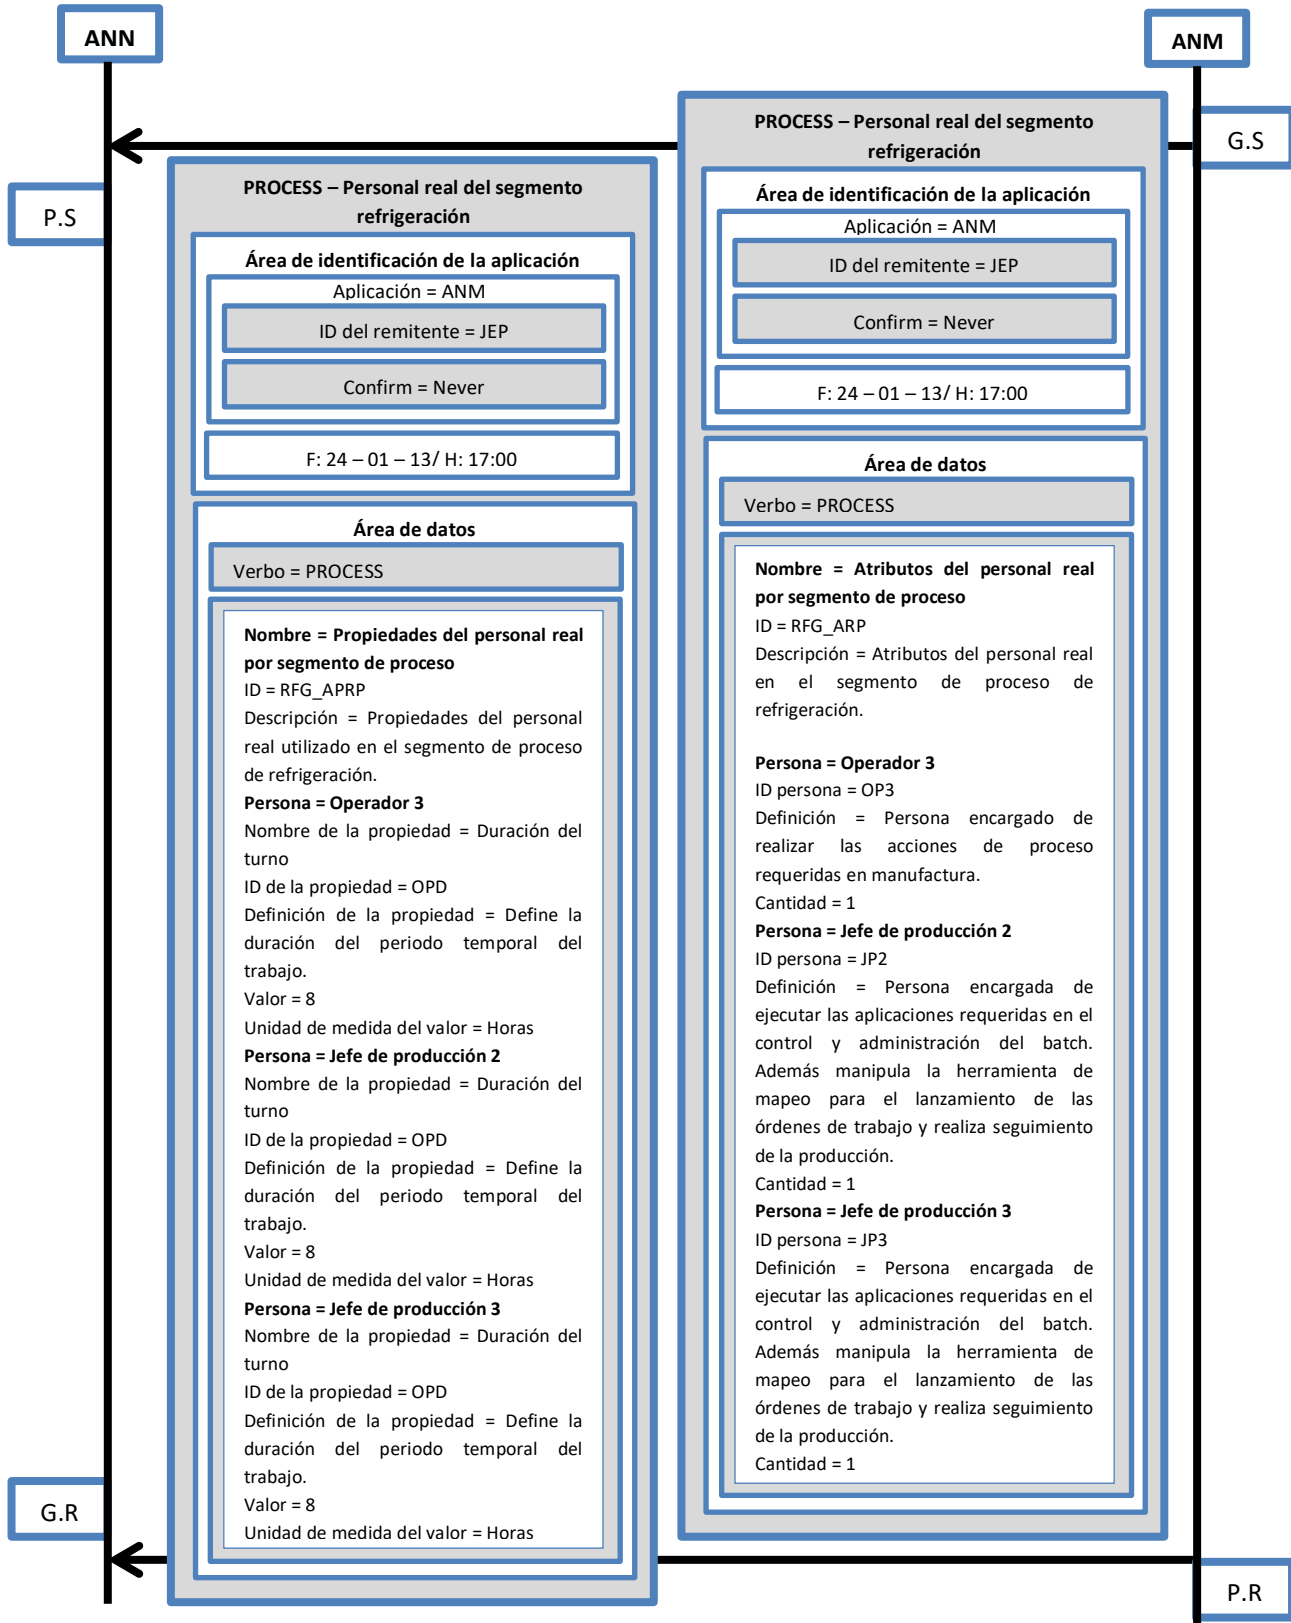 ANN
ANM
G.S
P.S
PROCESS – Personal real del segmento
refrigeración
Área de identificación de la aplicación
Aplicación = ANM
ID del remitente = JEP
Confirm = Never
F: 24 – 01 – 13/ H: 17:00
Área de datos
Verbo = PROCESS
Nombre = Propiedades del personal real
por segmento de proceso
ID = RFG_APRP
Descripción = Propiedades del personal
real utilizado en el segmento de proceso
de refrigeración.
Persona = Operador 3
Nombre de la propiedad = Duración del
turno
ID de la propiedad = OPD
Definición de la propiedad = Define la
duración del periodo temporal del
trabajo.
Valor = 8
Unidad de medida del valor = Horas
Persona = Jefe de producción 2
Nombre de la propiedad = Duración del
turno
ID de la propiedad = OPD
Definición de la propiedad = Define la
duración del periodo temporal del
trabajo.
Valor = 8
Unidad de medida del valor = Horas
Persona = Jefe de producción 3
Nombre de la propiedad = Duración del
turno
ID de la propiedad = OPD
Definición de la propiedad = Define la
duración del periodo temporal del
trabajo.
Valor = 8
Unidad de medida del valor = Horas
PROCESS – Personal real del segmento
refrigeración
Área de identificación de la aplicación
Aplicación = ANM
ID del remitente = JEP
Confirm = Never
F: 24 – 01 – 13/ H: 17:00
Área de datos
Verbo = PROCESS
Nombre = Atributos del personal real
por segmento de proceso
ID = RFG_ARP
Descripción = Atributos del personal real
en el segmento de proceso de
refrigeración.
Persona = Operador 3
ID persona = OP3
Definición = Persona encargado de
realizar las acciones de proceso
requeridas en manufactura.
Cantidad = 1
Persona = Jefe de producción 2
ID persona = JP2
Definición = Persona encargada de
ejecutar las aplicaciones requeridas en el
control y administración del batch.
Además manipula la herramienta de
mapeo para el lanzamiento de las
órdenes de trabajo y realiza seguimiento
de la producción.
Cantidad = 1
Persona = Jefe de producción 3
ID persona = JP3
Definición = Persona encargada de
ejecutar las aplicaciones requeridas en el
control y administración del batch.
Además manipula la herramienta de
mapeo para el lanzamiento de las
órdenes de trabajo y realiza seguimiento
de la producción.
Cantidad = 1
G.R
P.R